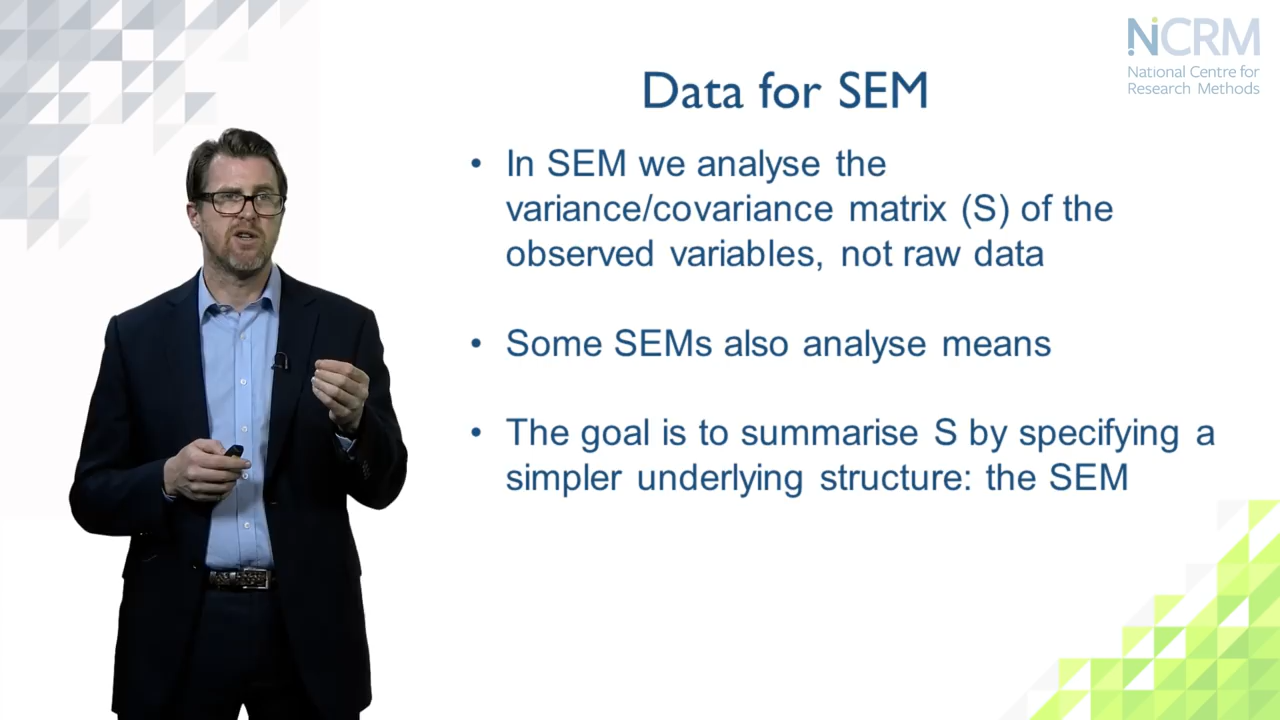 NCRM
National Centre for
Research Methods
Data for SEM
• In SEM we analyse the
variance/covariance matrix (S) of the
observed variables, not raw data
• Some SEMs also analyse means
• The goal is to summarise S by specifying a
simpler underlying structure: the SEM